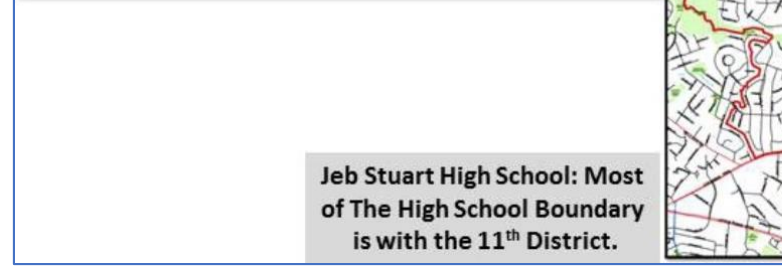 Jeb Stuart High School: Most
of The High School Boundary
is with the 11th District.